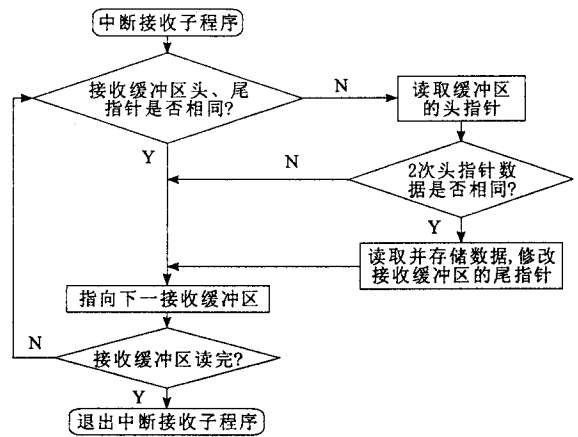 中断接收子程序
接收缓冲区头、尾
指针是否相同?
N
读取缓冲区
的头指针
Y
N
2次头指针数
据是否相同?
Y
读取并存储数据,修改
接收缓冲区的尾指针
指向下一接收缓冲区
N
接收缓冲区读完?
Y
退出中断接收子程序